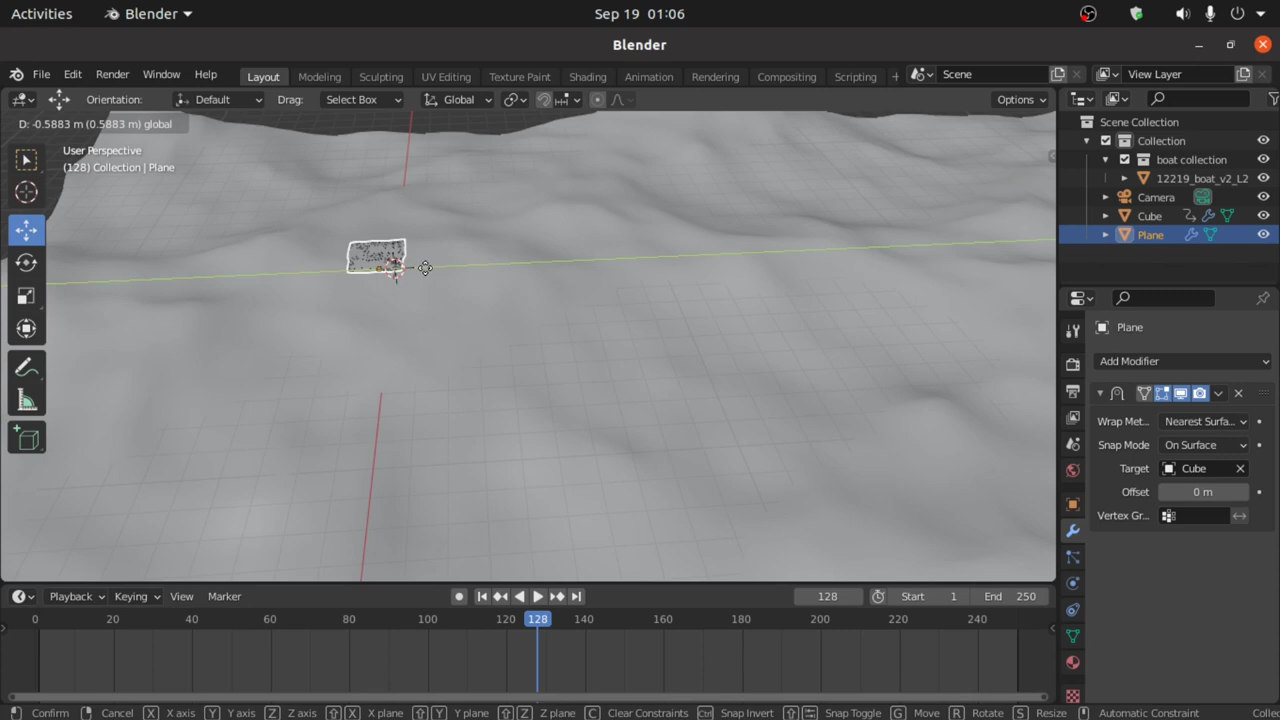 Activities Blender Sep 19 01:06
Blender
File Edit Render Window Help Layout Modeling Sculpting UV Editing Texture Paint Shading Animation Rendering Compositing Scripting + Scene View Layer
Orientation: Default Drag: Select Box Global Options
D: -0.5883 m (0.5883 m) global
User Perspective
(128) Collection | Plane
Scene Collection
Collection
boat collection
12219_boat_v2_L2
Camera
Cube
Plane
Plane
Add Modifier
Wrap Met... Nearest Surfa...
Snap Mode On Surface
Target Cube
Offset 0 m
Vertex Gr...
Playback Keying View Marker 128 Start 1 End 250
0 20 40 60 80 100 120 128 140 160 180 200 220 240
Confirm Cancel X X axis Y Y axis Z Z axis X X plane Y Y plane Z Z plane C Clear Constraints Ctrl Snap Invert Snap Toggle G Move R Rotate S Resize Automatic Constraint Collec